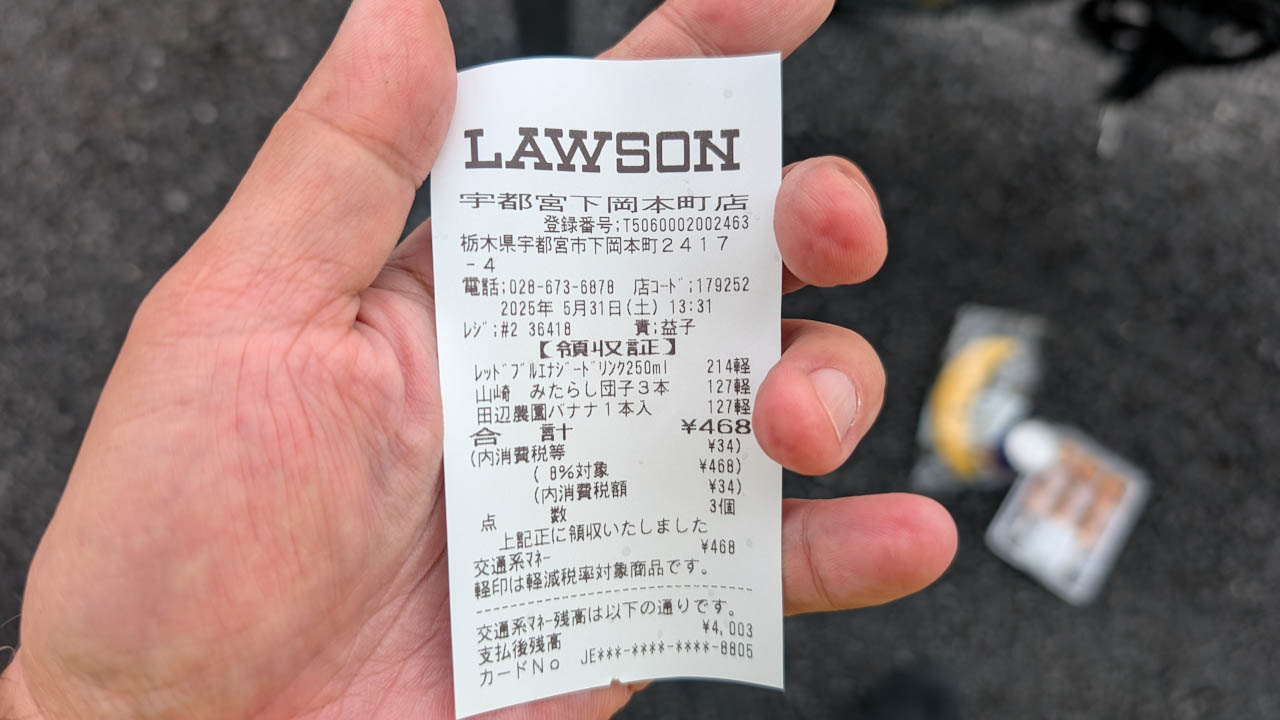 LAWSON
宇都宮下岡本町店
登録番号;T5060002002463
栃木県宇都宮市下岡本町2417
-4
電話;028-673-6878 店コード;179252
2025年 5月31日(土) 13:31
レジ;#2 36418 責;益子
【領収証】
レッドブルエナジードリンク250ml 214軽
山崎 みたらし団子3本 127軽
田辺農園バナナ1本入 127軽
合 計 ¥468
(内消費税等 ¥34)
( 8%対象 ¥468)
(内消費税額 ¥34)
点 数 3個
上記正に領収いたしました
交通系マネー ¥468
軽印は軽減税率対象商品です。
交通系マネー残高は以下の通りです。
支払後残高 ¥4,003
カードNo JE***-****-****-8805